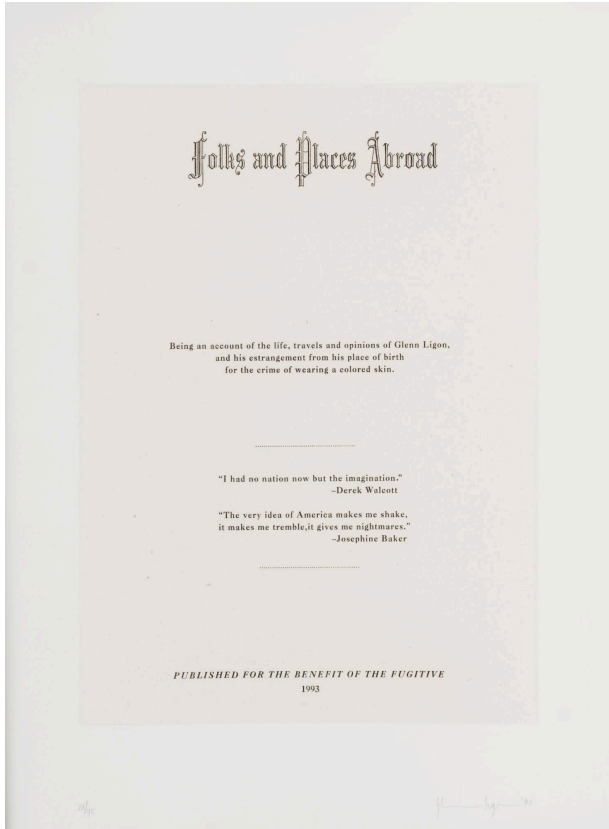 Folks and Places Abroad
Being an account of the life, travels and opinions of Glenn Ligon,
and his estrangement from his place of birth
for the crime of wearing a colored skin.
“I had no nation now but the imagination.”
–Derek Walcott
“The very idea of America makes me shake,
it makes me tremble,it gives me nightmares.”
–Josephine Baker
PUBLISHED FOR THE BENEFIT OF THE FUGITIVE
1993